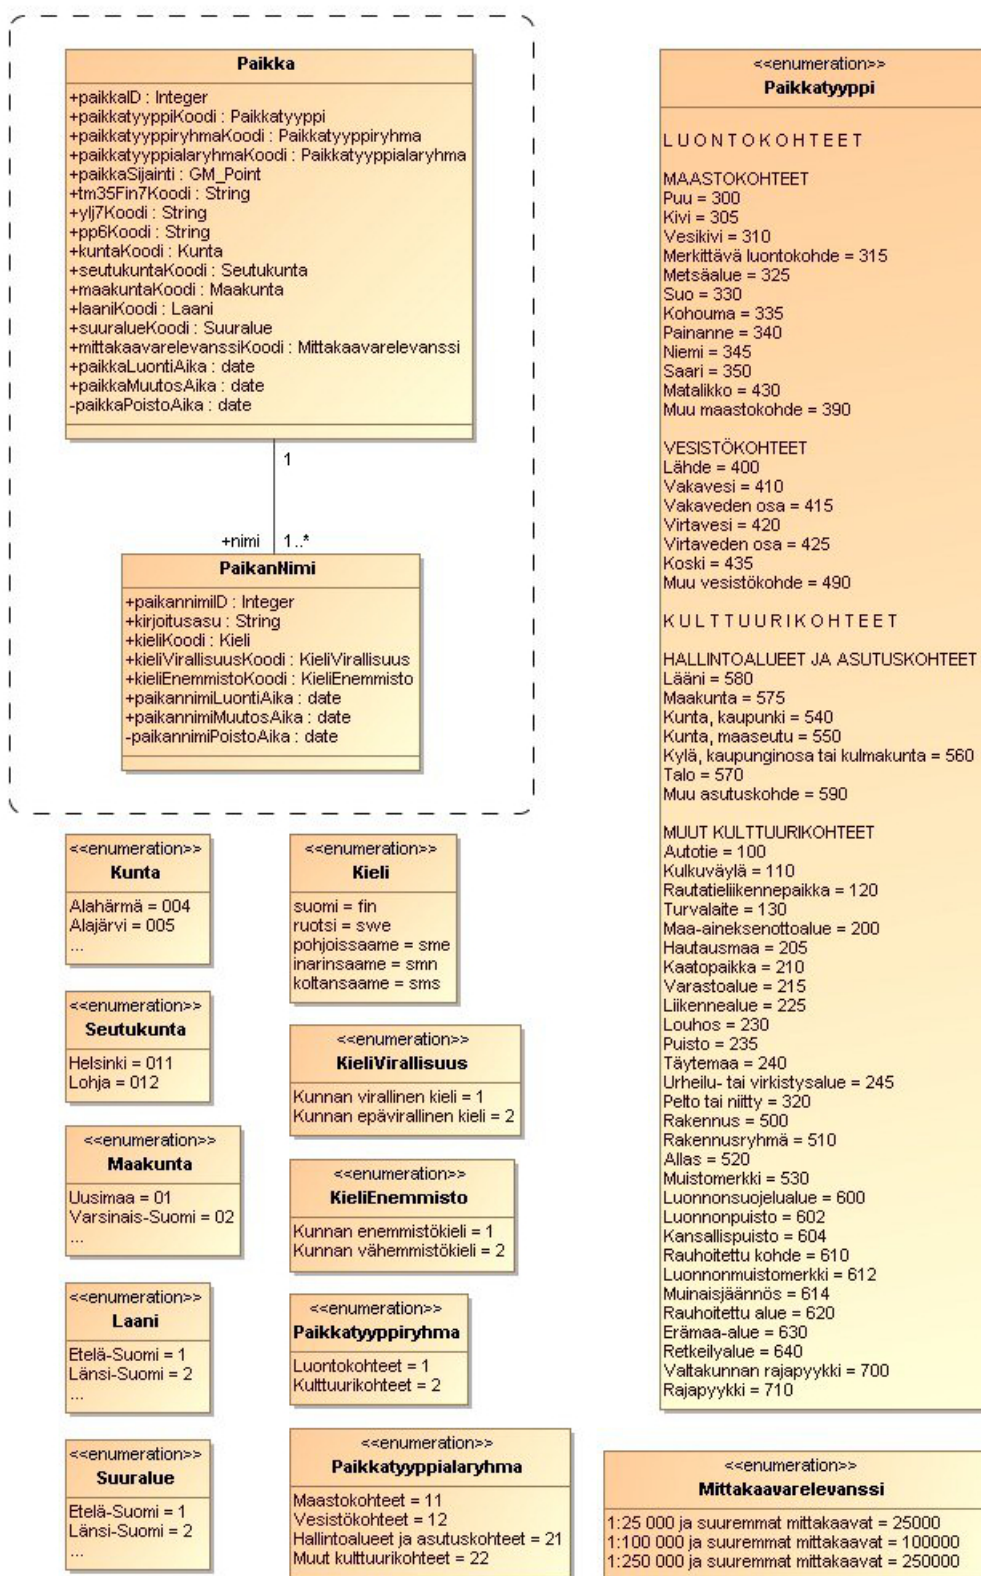 Paikka
+paikkaID : Integer
+paikkatyyppiKoodi : Paikkatyyppi
+paikkatyyppiryhmaKoodi : Paikkatyyppiryhma
+paikkatyyppialaryhmaKoodi : Paikkatyyppialaryhma
+paikkaSijainti : GM_Point
+tm35Fin7Koodi : String
+ylj7Koodi : String
+pp6Koodi : String
+kuntaKoodi : Kunta
+seutukuntaKoodi : Seutukunta
+maakuntaKoodi : Maakunta
+laaniKoodi : Laani
+suuralueKoodi : Suuralue
+mittakaavarelevanssiKoodi : Mittakaavarelevanssi
+paikkaLuontiAika : date
+paikkaMuutosAika : date
-paikkaPoistoAika : date
1
+nimi 1..*
PaikanNimi
+paikannimiID : Integer
+kirjoitusasu : String
+kieliKoodi : Kieli
+kieliVirallisuusKoodi : KieliVirallisuus
+kieliEnemmistoKoodi : KieliEnemmisto
+paikannimiLuontiAika : date
+paikannimiMuutosAika : date
-paikannimiPoistoAika : date
<<enumeration>>
Kunta
Alahärmä = 004
Alajärvi = 005
...
<<enumeration>>
Seutukunta
Helsinki = 011
Lohja = 012
<<enumeration>>
Maakunta
Uusimaa = 01
Varsinais-Suomi = 02
...
<<enumeration>>
Laani
Etelä-Suomi = 1
Länsi-Suomi = 2
...
<<enumeration>>
Suuralue
Etelä-Suomi = 1
Länsi-Suomi = 2
...
<<enumeration>>
Kieli
suomi = fin
ruotsi = swe
pohjoissaame = sme
inarinsaame = smn
koltansaame = sms
<<enumeration>>
KieliVirallisuus
Kunnan virallinen kieli = 1
Kunnan epävirallinen kieli = 2
<<enumeration>>
KieliEnemmisto
Kunnan enemmistökieli = 1
Kunnan vähemmistökieli = 2
<<enumeration>>
Paikkatyyppiryhma
Luontokohteet = 1
Kulttuurikohteet = 2
<<enumeration>>
Paikkatyyppialaryhma
Maastokohteet = 11
Vesistökohteet = 12
Hallintoalueet ja asutuskohteet = 21
Muut kulttuurikohteet = 22
<<enumeration>>
Paikkatyyppi
L U O N T O K O H T E E T
MAASTOKOHTEET
Puu = 300
Kivi = 305
Vesikivi = 310
Merkittävä luontokohde = 315
Metsäalue = 325
Suo = 330
Kohouma = 335
Painanne = 340
Niemi = 345
Saari = 350
Matalikko = 430
Muu maastokohde = 390
VESISTÖKOHTEET
Lähde = 400
Vakavesi = 410
Vakaveden osa = 415
Virtavesi = 420
Virtaveden osa = 425
Koski = 435
Muu vesistökohde = 490
K U L T T U U R I K O H T E E T
HALLINTOALUEET JA ASUTUSKOHTEET
Lääni = 580
Maakunta = 575
Kunta, kaupunki = 540
Kunta, maaseutu = 550
Kylä, kaupunginosa tai kulmakunta = 560
Talo = 570
Muu asutuskohde = 590
MUUT KULTTUURIKOHTEET
Autotie = 100
Kulkuväylä = 110
Rautatieliikennepaikka = 120
Turvalaite = 130
Maa-aineksenottoalue = 200
Hautausmaa = 205
Kaatopaikka = 210
Varastoalue = 215
Liikennealue = 225
Louhos = 230
Puisto = 235
Täytemaa = 240
Urheilu- tai virkistysalue = 245
Pelto tai niitty = 320
Rakennus = 500
Rakennusryhmä = 510
Allas = 520
Muistomerkki = 530
Luonnonsuojelualue = 600
Luonnonpuisto = 602
Kansallispuisto = 604
Rauhoitettu kohde = 610
Luonnonmuistomerkki = 612
Muinaisjäännös = 614
Rauhoitettu alue = 620
Erämaa-alue = 630
Retkeilyalue = 640
Valtakunnan rajapyykki = 700
Rajapyykki = 710
<<enumeration>>
Mittakaavarelevanssi
1:25 000 ja suuremmat mittakaavat = 25000
1:100 000 ja suuremmat mittakaavat = 100000
1:250 000 ja suuremmat mittakaavat = 250000